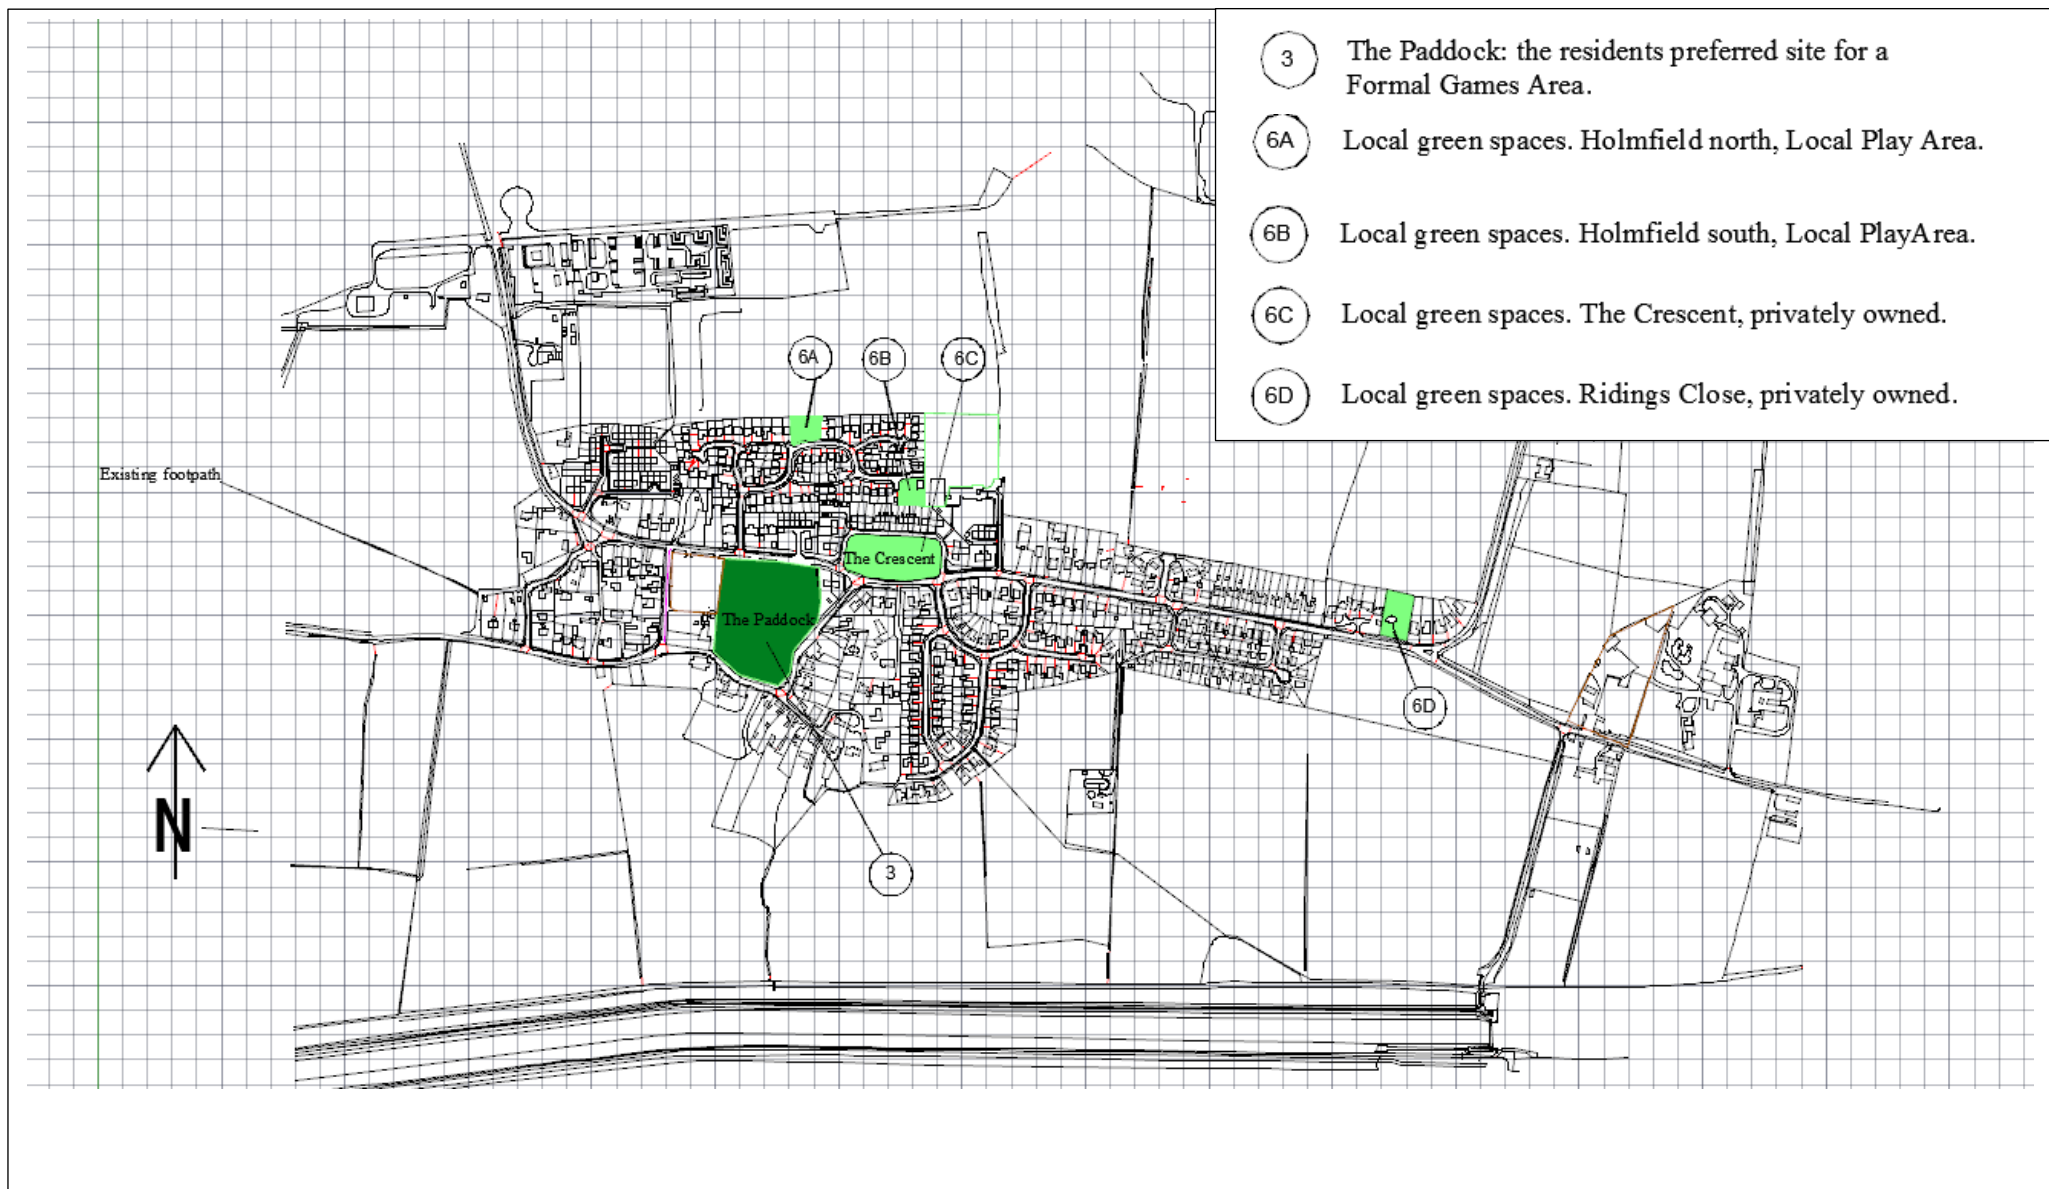 3
The Paddock: the residents preferred site for a
Formal Games Area.
6A
Local green spaces. Holmfield north, Local Play Area.
6B
Local green spaces. Holmfield south, Local PlayArea.
6C
Local green spaces. The Crescent, privately owned.
6D
Local green spaces. Ridings Close, privately owned.
6A
6B
6C
Existing footpath
The Crescent
The Paddock
6D
N
3